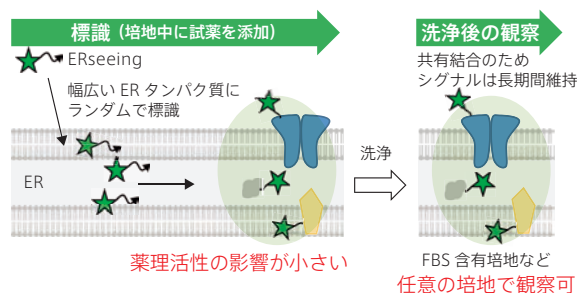 標識（培地中に試薬を添加）
ERseeing
幅広い ER タンパク質に
ランダムで標識
ER
薬理活性の影響が小さい
洗浄
洗浄後の観察
共有結合のため
シグナルは長期間維持
FBS 含有培地など
任意の培地で観察可